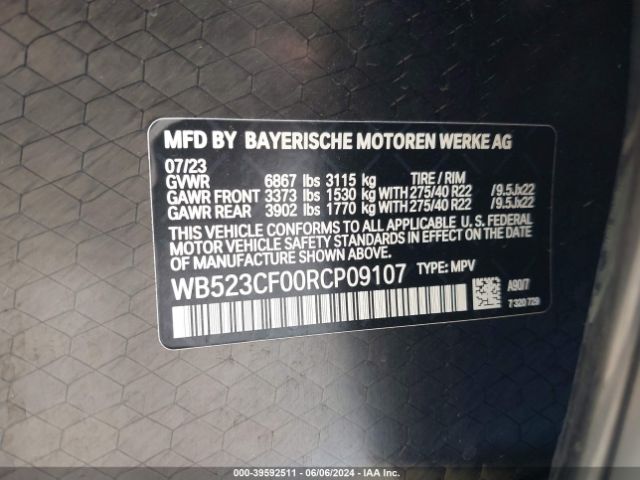 MFD BY BAYERISCHE MOTOREN WERKE AG
07/23
GVWR 6867 lbs 3115 kg TIRE / RIM
GAWR FRONT 3373 lbs 1530 kg WITH 275/40 R22 /9.5Jx22
GAWR REAR 3902 lbs 1770 kg WITH 275/40 R22 /9.5Jx22
THIS VEHICLE CONFORMS TO ALL APPLICABLE U. S. FEDERAL
MOTOR VEHICLE SAFETY STANDARDS IN EFFECT ON THE DATE
OF MANUFACTURE SHOWN ABOVE.
WB523CF00RCP09107 TYPE: MPV
A90/7
7 320 729
000-39592511 - 06/06/2024 - IAA Inc.